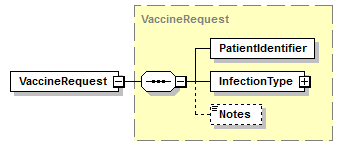 VaccineRequest
PatientIdentifier
VaccineRequest
InfectionType
Notes